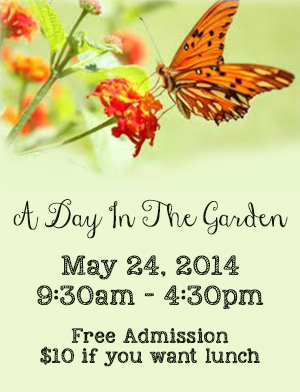 A Day In The Garden
May 24, 2014
9:30am - 4:30pm
Free Admission
$10 if you want lunch